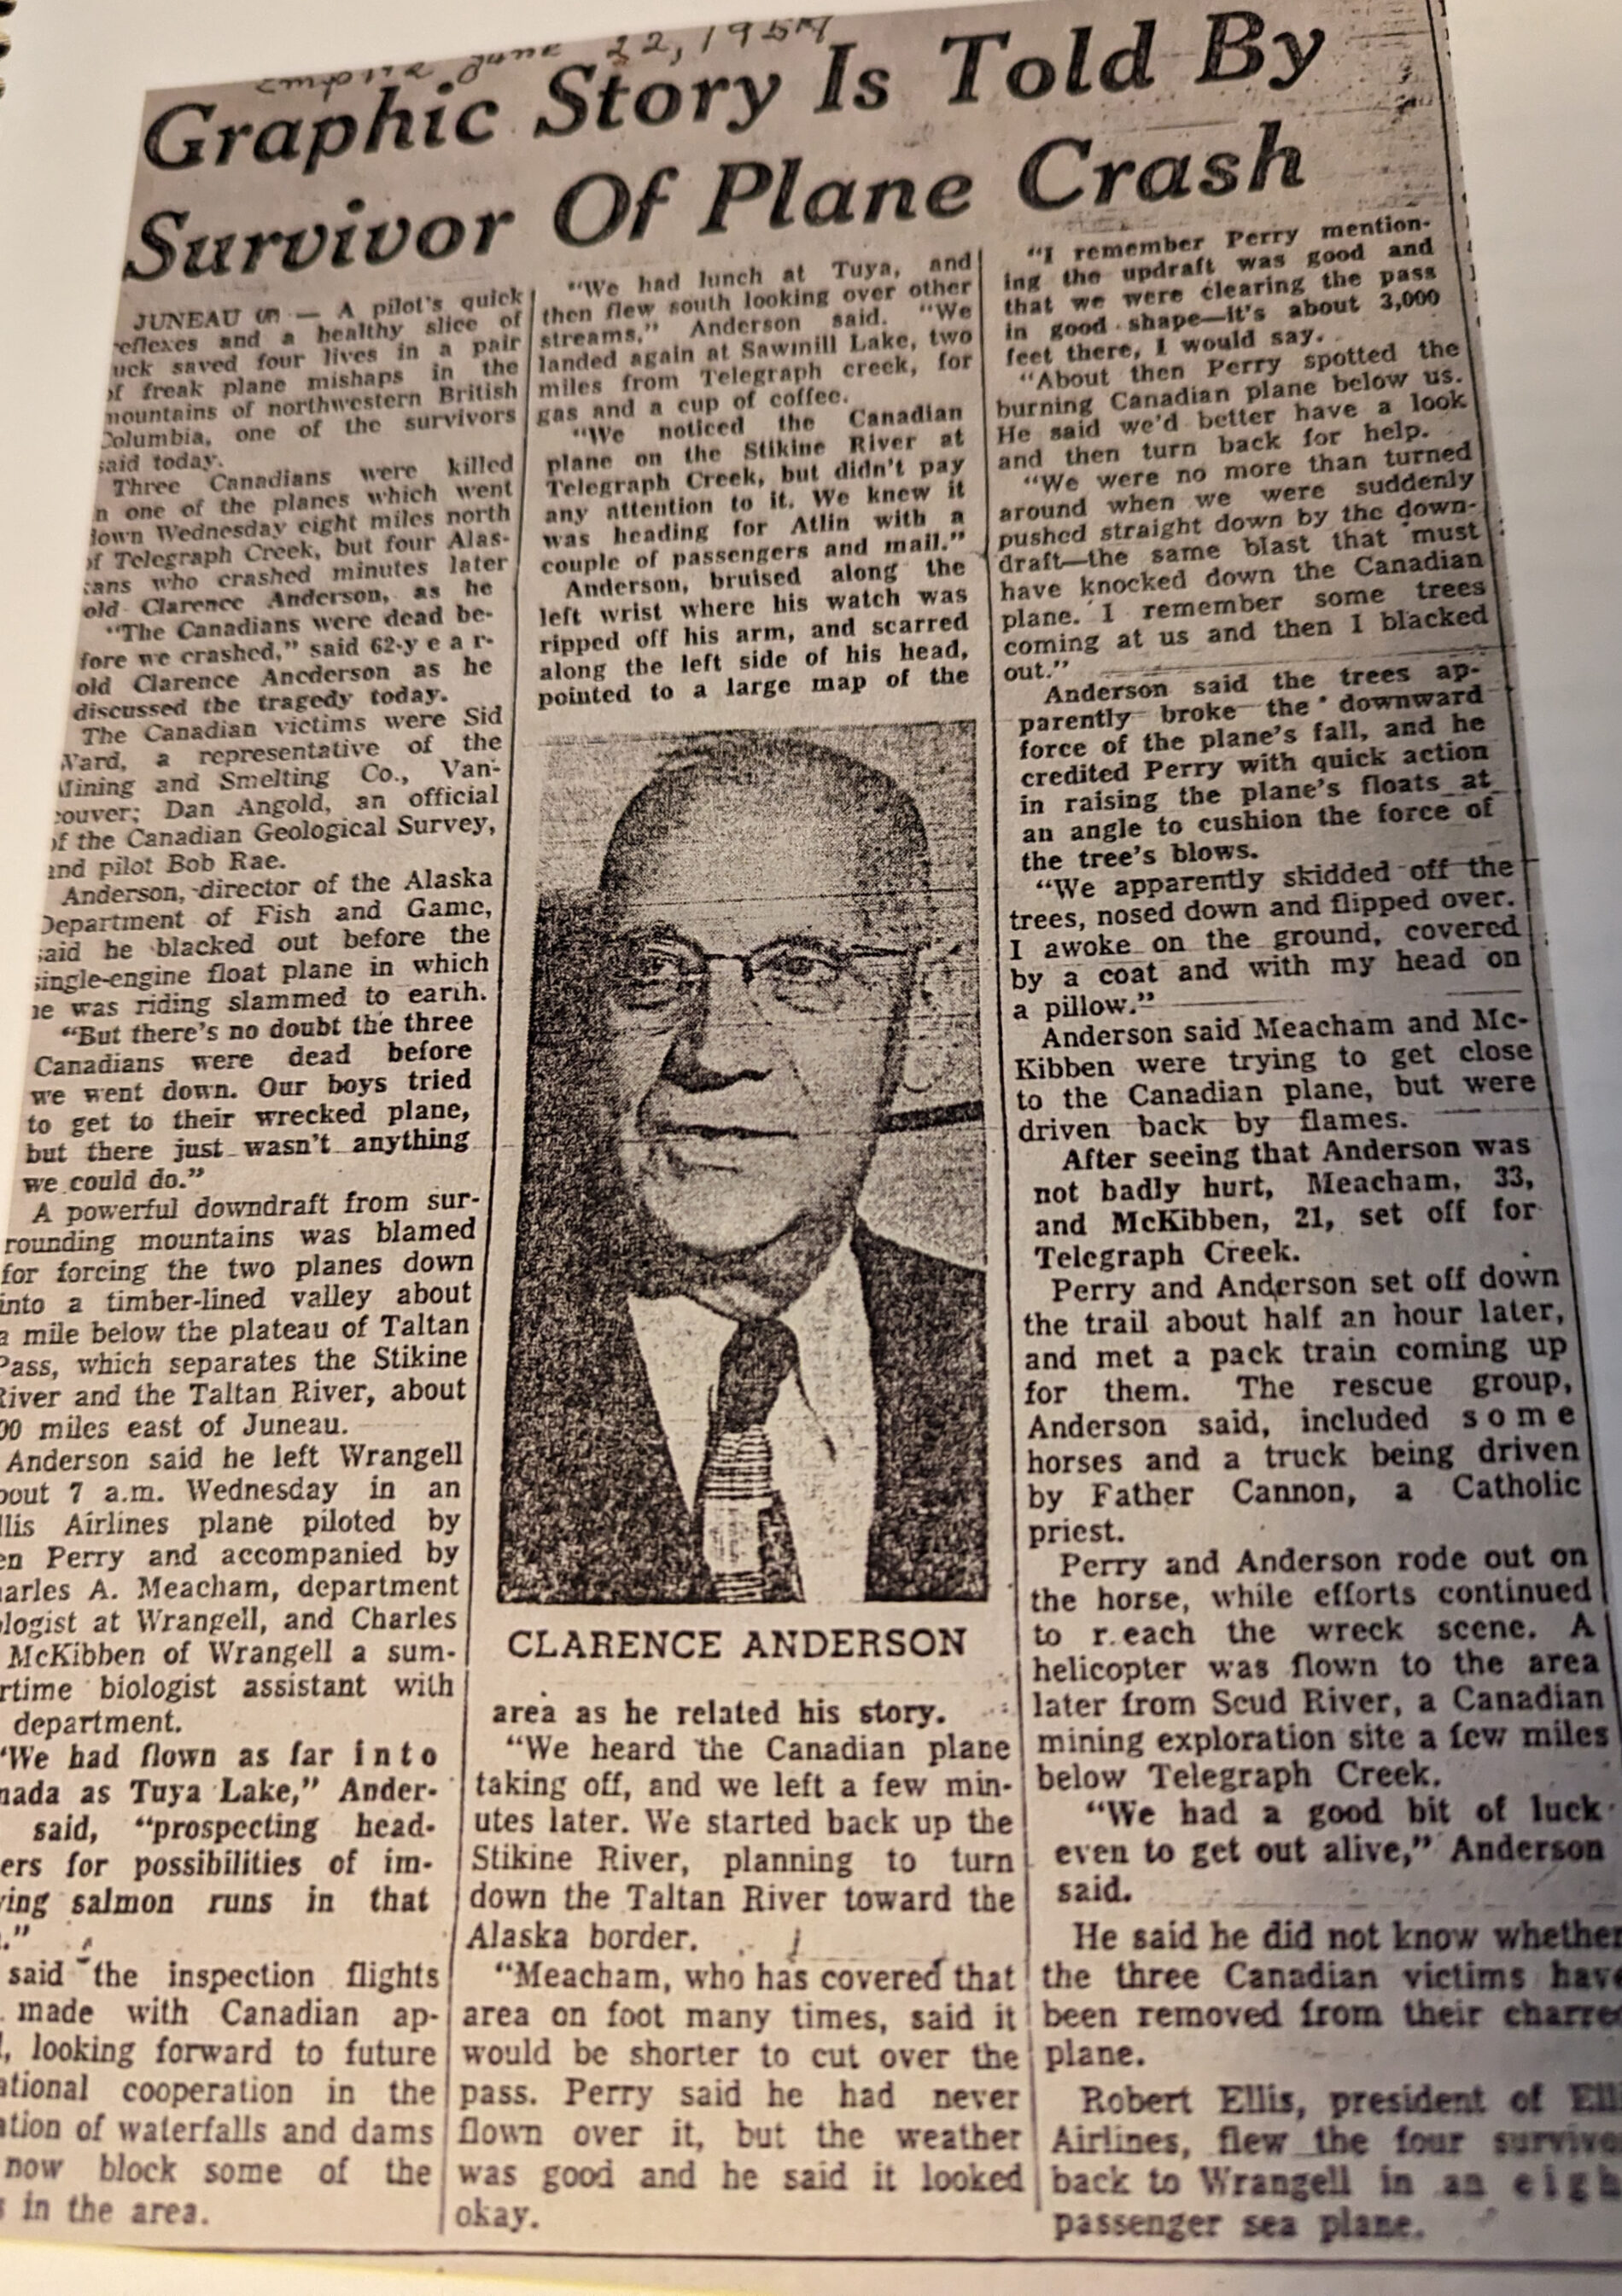 June 22, 195
Graphic Story Is Told By
Survivor Of Plane Crash
JUNEAU (AP) — A pilot's quick
reflexes and a healthy slice of
uck saved four lives in a pair
of freak plane mishaps in the
mountains of northwestern British
Columbia, one of the survivors
said today.
Three Canadians were killed
n one of the planes which went
down Wednesday eight miles north
of Telegraph Creek, but four Alas-
kans who crashed minutes later
old Clarence Anderson, as he
"The Canadians were dead be-
fore we crashed," said 62-y e a r-
old Clarence Ancderson as he
discussed the tragedy today.
The Canadian victims were Sid
Ward, a representative of the
Mining and Smelting Co., Van-
couver; Dan Angold, an official
of the Canadian Geological Survey,
and pilot Bob Rae.
Anderson, director of the Alaska
Department of Fish and Game,
said he blacked out before the
single-engine float plane in which
he was riding slammed to earth.
"But there's no doubt the three
Canadians were dead before
we went down. Our boys tried
to get to their wrecked plane,
but there just wasn't anything
we could do."
A powerful downdraft from sur-
rounding mountains was blamed
for forcing the two planes down
into a timber-lined valley about
a mile below the plateau of Taltan
Pass, which separates the Stikine
River and the Taltan River, about
00 miles east of Juneau.
Anderson said he left Wrangell
bout 7 a.m. Wednesday in an
llis Airlines plane piloted by
en Perry and accompanied by
harles A. Meacham, department
ologist at Wrangell, and Charles
McKibben of Wrangell a sum-
rtime biologist assistant with
department.
"We had flown as far i n t o
nada as Tuya Lake," Ander-
said, "prospecting head-
ers for possibilities of im-
ving salmon runs in that
."
said the inspection flights
made with Canadian ap-
l, looking forward to future
ational cooperation in the
ation of waterfalls and dams
now block some of the
s in the area.
"We had lunch at Tuya, and
then flew south looking over other
streams," Anderson said. "We
landed again at Sawmill Lake, two
miles from Telegraph creek, for
gas and a cup of coffee.
"We noticed the Canadian
plane on the Stikine River at
Telegraph Creek, but didn't pay
any attention to it. We knew it
was heading for Atlin with a
couple of passengers and mail."
Anderson, bruised along the
left wrist where his watch was
ripped off his arm, and scarred
along the left side of his head,
pointed to a large map of the
CLARENCE ANDERSON
area as he related his story.
"We heard the Canadian plane
taking off, and we left a few min-
utes later. We started back up the
Stikine River, planning to turn
down the Taltan River toward the
Alaska border.
"Meacham, who has covered that
area on foot many times, said it
would be shorter to cut over the
pass. Perry said he had never
flown over it, but the weather
was good and he said it looked
okay.
"I remember Perry mention-
ing the updraft was good and
that we were clearing the pass
in good shape—it's about 3,000
feet there, I would say.
"About then Perry spotted the
burning Canadian plane below us.
He said we'd better have a look
and then turn back for help.
"We were no more than turned
around when we were suddenly
pushed straight down by the down-
draft—the same blast that must
have knocked down the Canadian
plane. I remember some trees
coming at us and then I blacked
out."
Anderson said the trees ap-
parently broke the downward
force of the plane's fall, and he
credited Perry with quick action
in raising the plane's floats at
an angle to cushion the force of
the tree's blows.
"We apparently skidded off the
trees, nosed down and flipped over.
I awoke on the ground, covered
by a coat and with my head on
a pillow."
Anderson said Meacham and Mc-
Kibben were trying to get close
to the Canadian plane, but were
driven back by flames.
After seeing that Anderson was
not badly hurt, Meacham, 33,
and McKibben, 21, set off for
Telegraph Creek.
Perry and Anderson set off down
the trail about half an hour later,
and met a pack train coming up
for them. The rescue group,
Anderson said, included s o m e
horses and a truck being driven
by Father Cannon, a Catholic
priest.
Perry and Anderson rode out on
the horse, while efforts continued
to r.each the wreck scene. A
helicopter was flown to the area
later from Scud River, a Canadian
mining exploration site a few miles
below Telegraph Creek.
"We had a good bit of luck
even to get out alive," Anderson
said.
He said he did not know whether
the three Canadian victims have
been removed from their charred
plane.
Robert Ellis, president of Elli
Airlines, flew the four survivo
back to Wrangell in an e i g h
passenger sea plane.